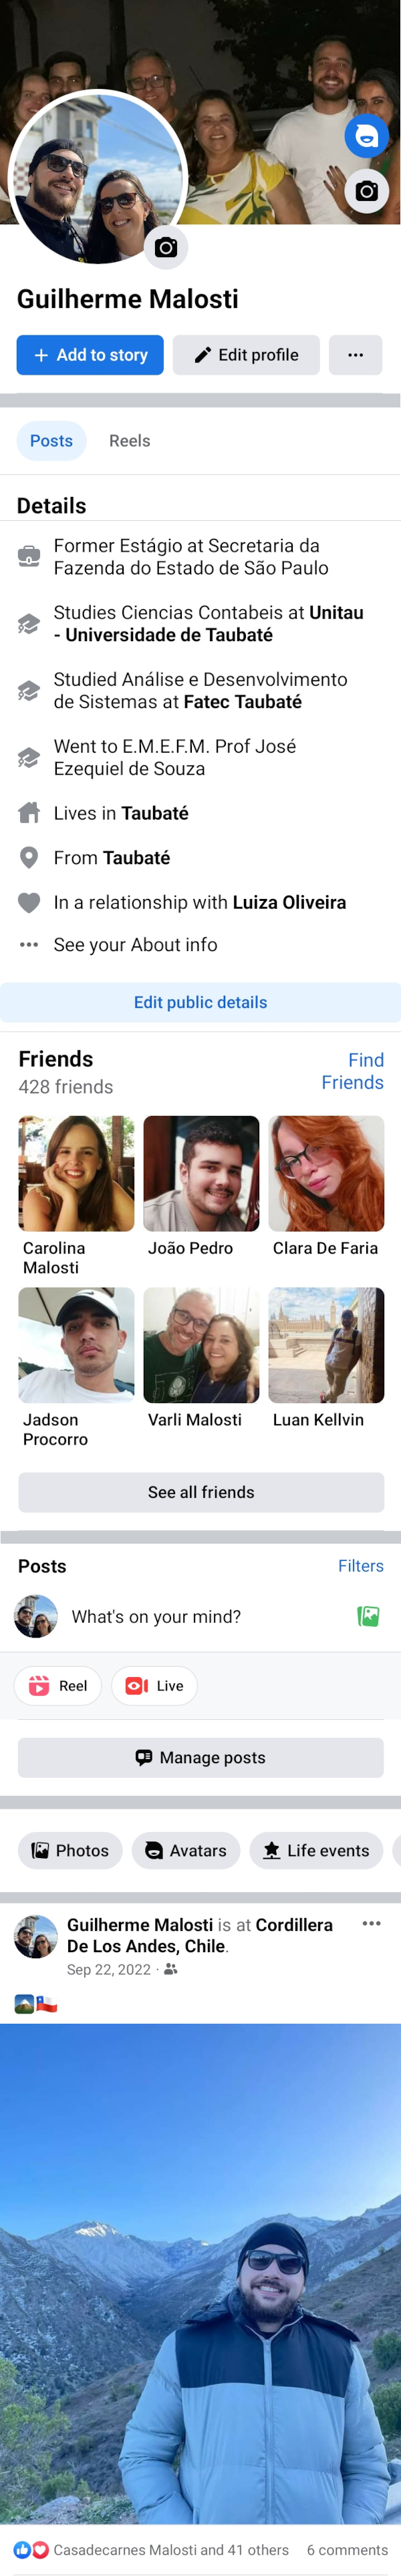 Guilherme Malosti
+ Add to story
Edit profile
Posts
Reels
Details
Former Estágio at Secretaria da
Fazenda do Estado de São Paulo
Studies Ciencias Contabeis at Unitau
- Universidade de Taubaté
Studied Análise e Desenvolvimento
de Sistemas at Fatec Taubaté
Went to E.M.E.F.M. Prof José
Ezequiel de Souza
Lives in Taubaté
From Taubaté
In a relationship with Luiza Oliveira
See your About info
Edit public details
Friends
428 friends
Find
Friends
Carolina
Malosti
João Pedro
Clara De Faria
Jadson
Procorro
Varli Malosti
Luan Kellvin
See all friends
Posts
Filters
What's on your mind?
Reel
Live
Manage posts
Photos
Avatars
Life events
Guilherme Malosti is at Cordillera
De Los Andes, Chile.
Sep 22, 2022 ·
Casadecarnes Malosti and 41 others
6 comments